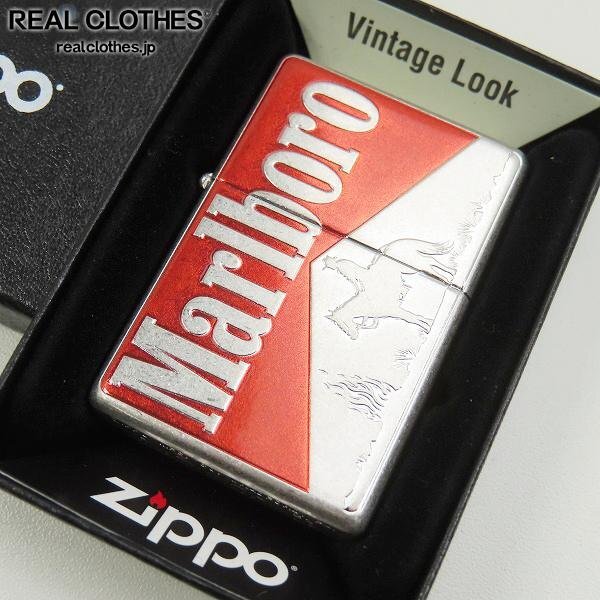 REAL CLOTHES
realclothes.jp
Vintage Look
Marlboro
zippo